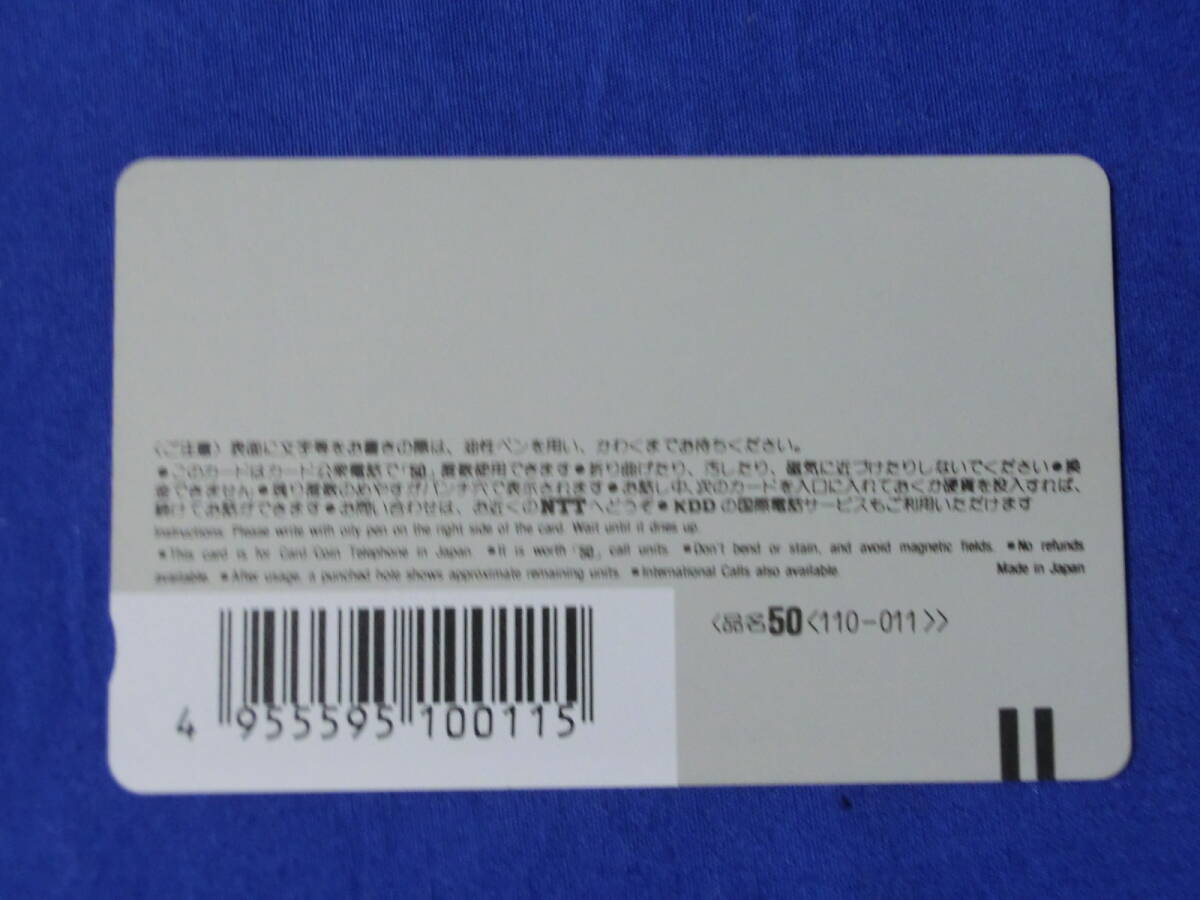 〈ご注意〉表面に文字等をお書きの際は、油性ペンを用い、かわくまでお待ちください。
●このカードはカード公衆電話で「50」度数使用できます●折り曲げたり、汚したり、磁気に近づけたりしないでください●換
金できません●残り度数のめやすがパンチ穴で表示されます●お話し中、次のカードを入口に入れておくか硬貨を投入すれば、
続けてお話ができます●お問い合わせは、お近くのNTTへどうぞ●KDDの国際電話サービスもご利用いただけます
Instructions. Please write with oily pen on the right side of the card. Wait until it dries up.
●This card is for Card/Coin Telephone in Japan. ●It is worth「50」call units. ●Don't bend or stain, and avoid magnetic fields. ●No refunds
available. ●After usage, a punched hole shows approximate remaining units. ●International Calls also available. Made in Japan
〈品名50〈110-011〉〉
4 955595 100115